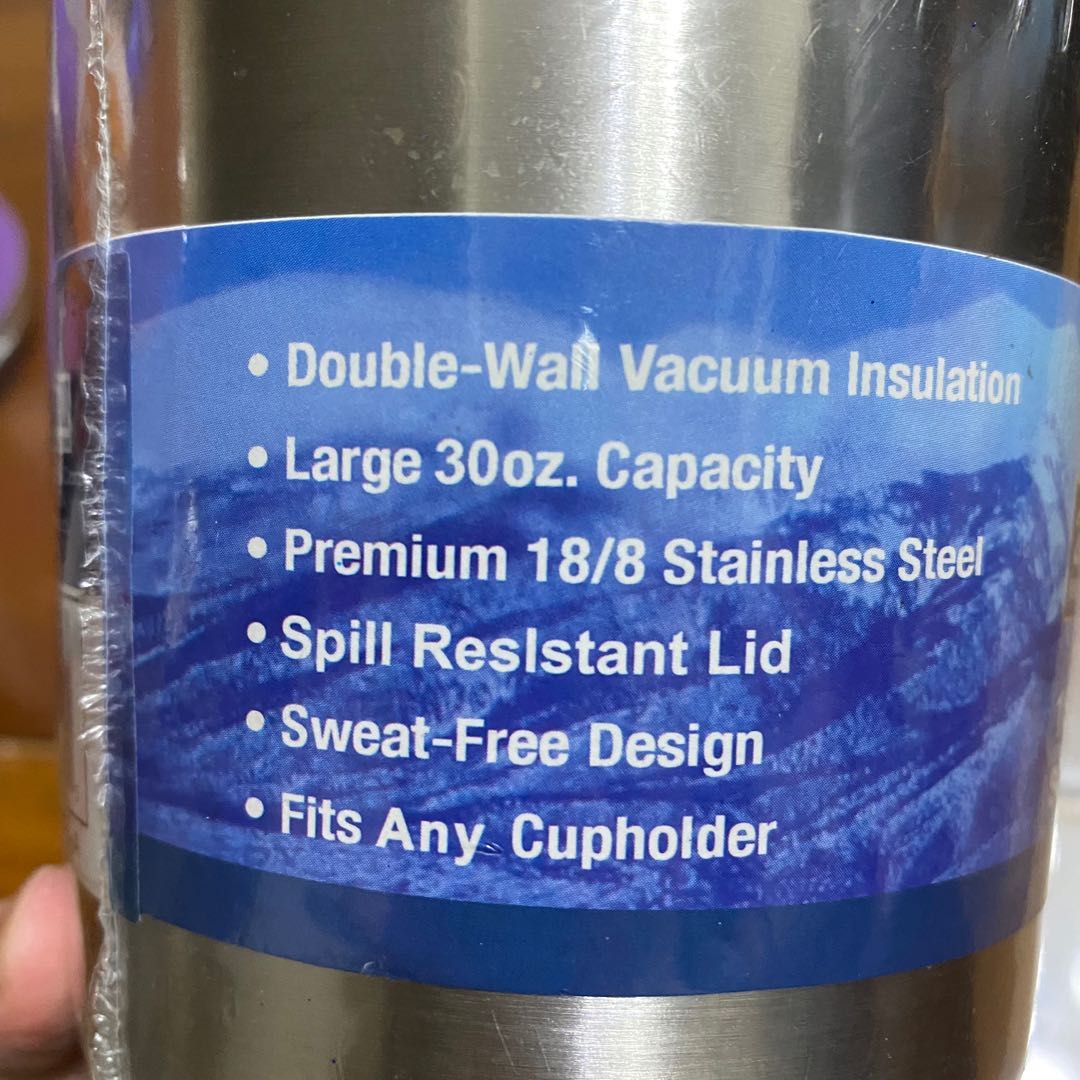 • Double-Wall Vacuum Insulation
• Large 30oz. Capacity
• Premium 18/8 Stainless Steel
• Spill ResIstant Lid
• Sweat-Free Design
• Fits Any Cupholder